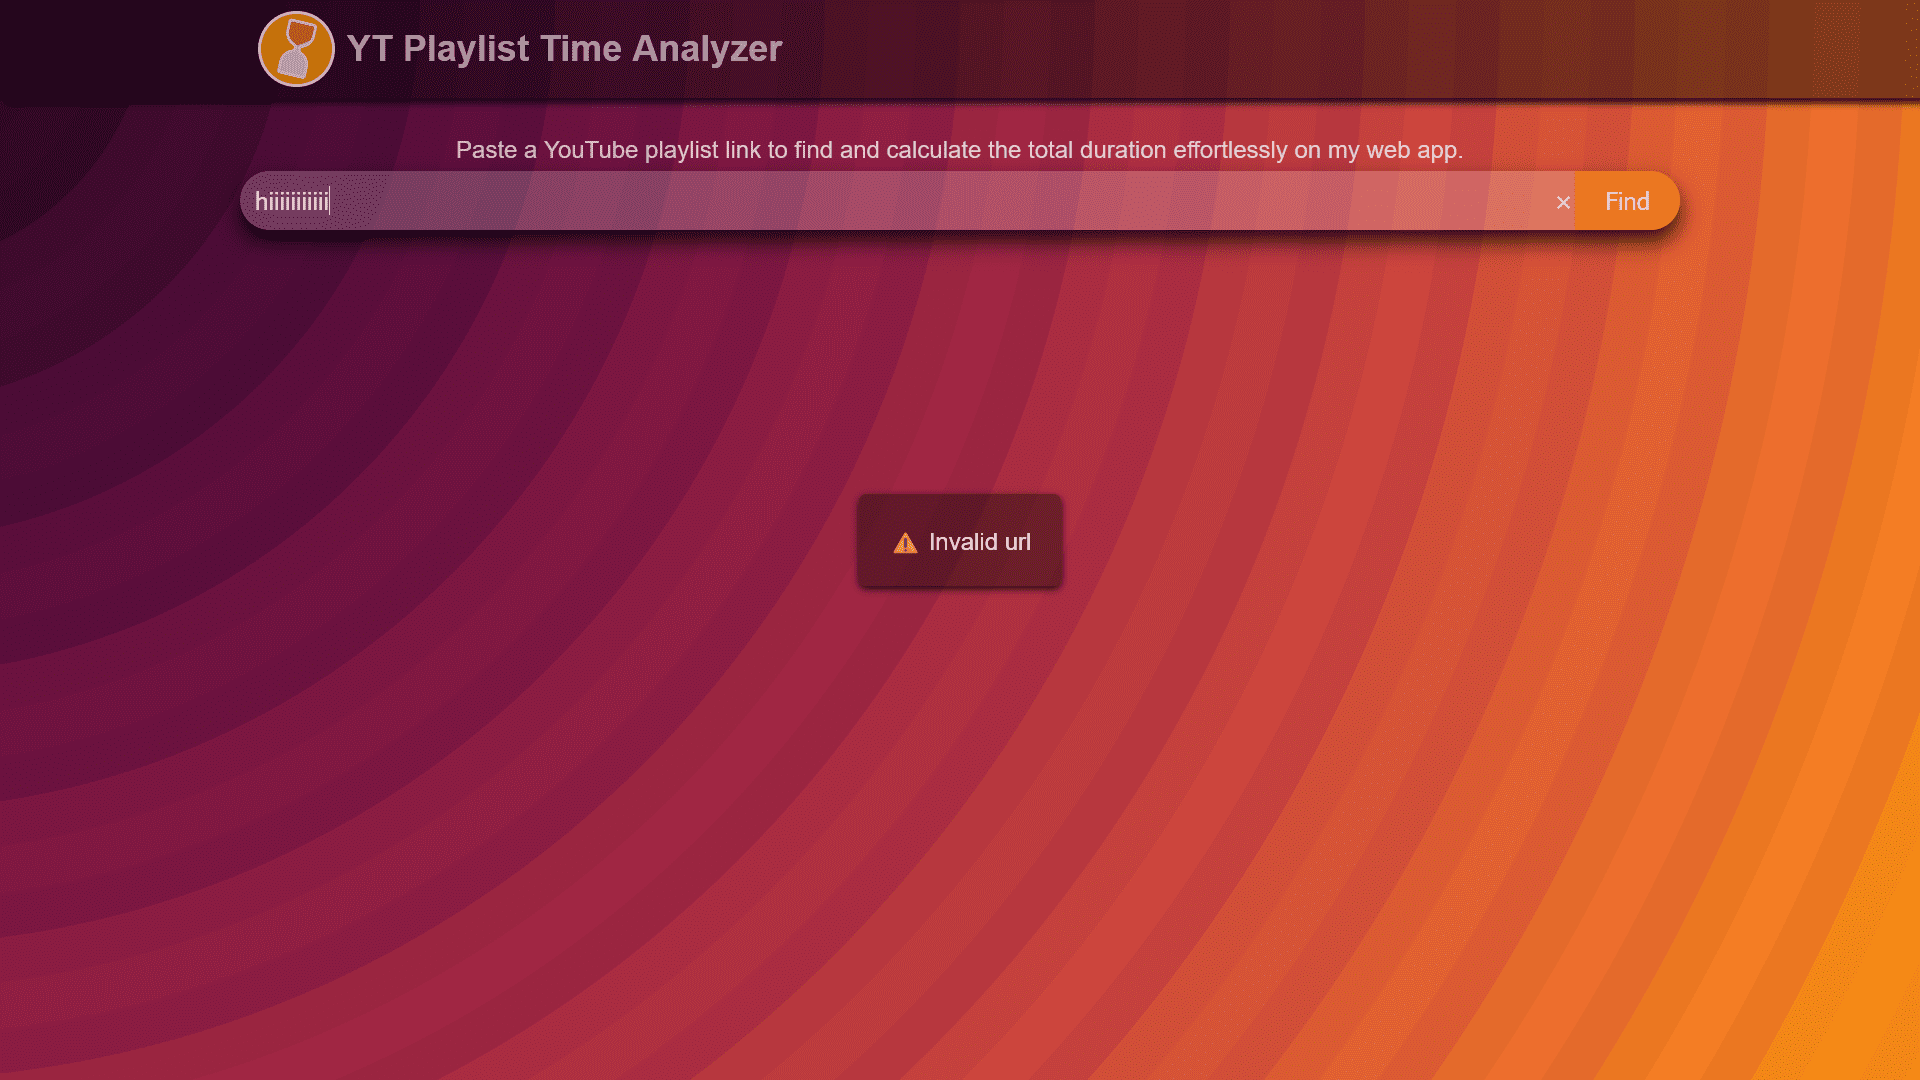 YT Playlist Time Analyzer
Paste a YouTube playlist link to find and calculate the total duration effortlessly on my web app.
hiiiiiiiiiii
× Find
⚠ Invalid url